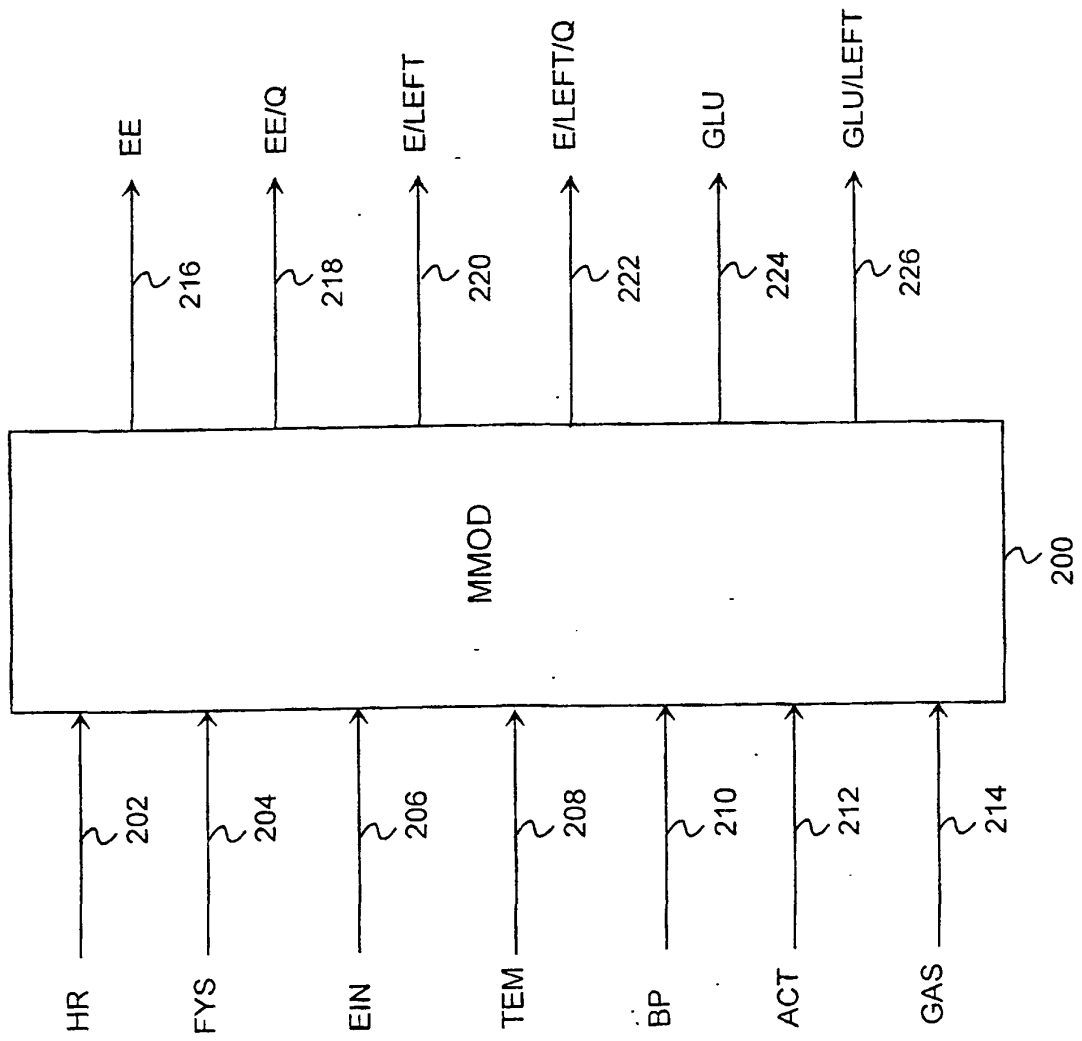 HR
202
FYS
204
EIN
206
TEM
208
BP
210
ACT
212
GAS
214
MMOD
200
EE
216
EE/Q
218
E/LEFT
220
E/LEFT/Q
222
GLU
224
GLU/LEFT
226